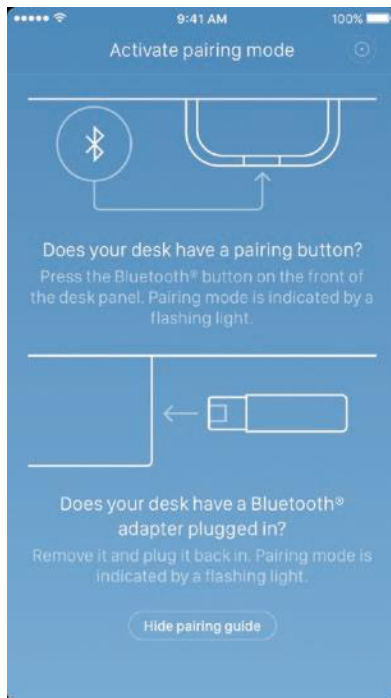 9:41 AM
100%
Activate pairing mode
Does your desk have a pairing button?
Press the Bluetooth® button on the front of
the desk panel. Pairing mode is indicated by a
flashing light.
Does your desk have a Bluetooth®
adapter plugged in?
Remove it and plug it back in. Pairing mode is
indicated by a flashing light.
Hide pairing guide